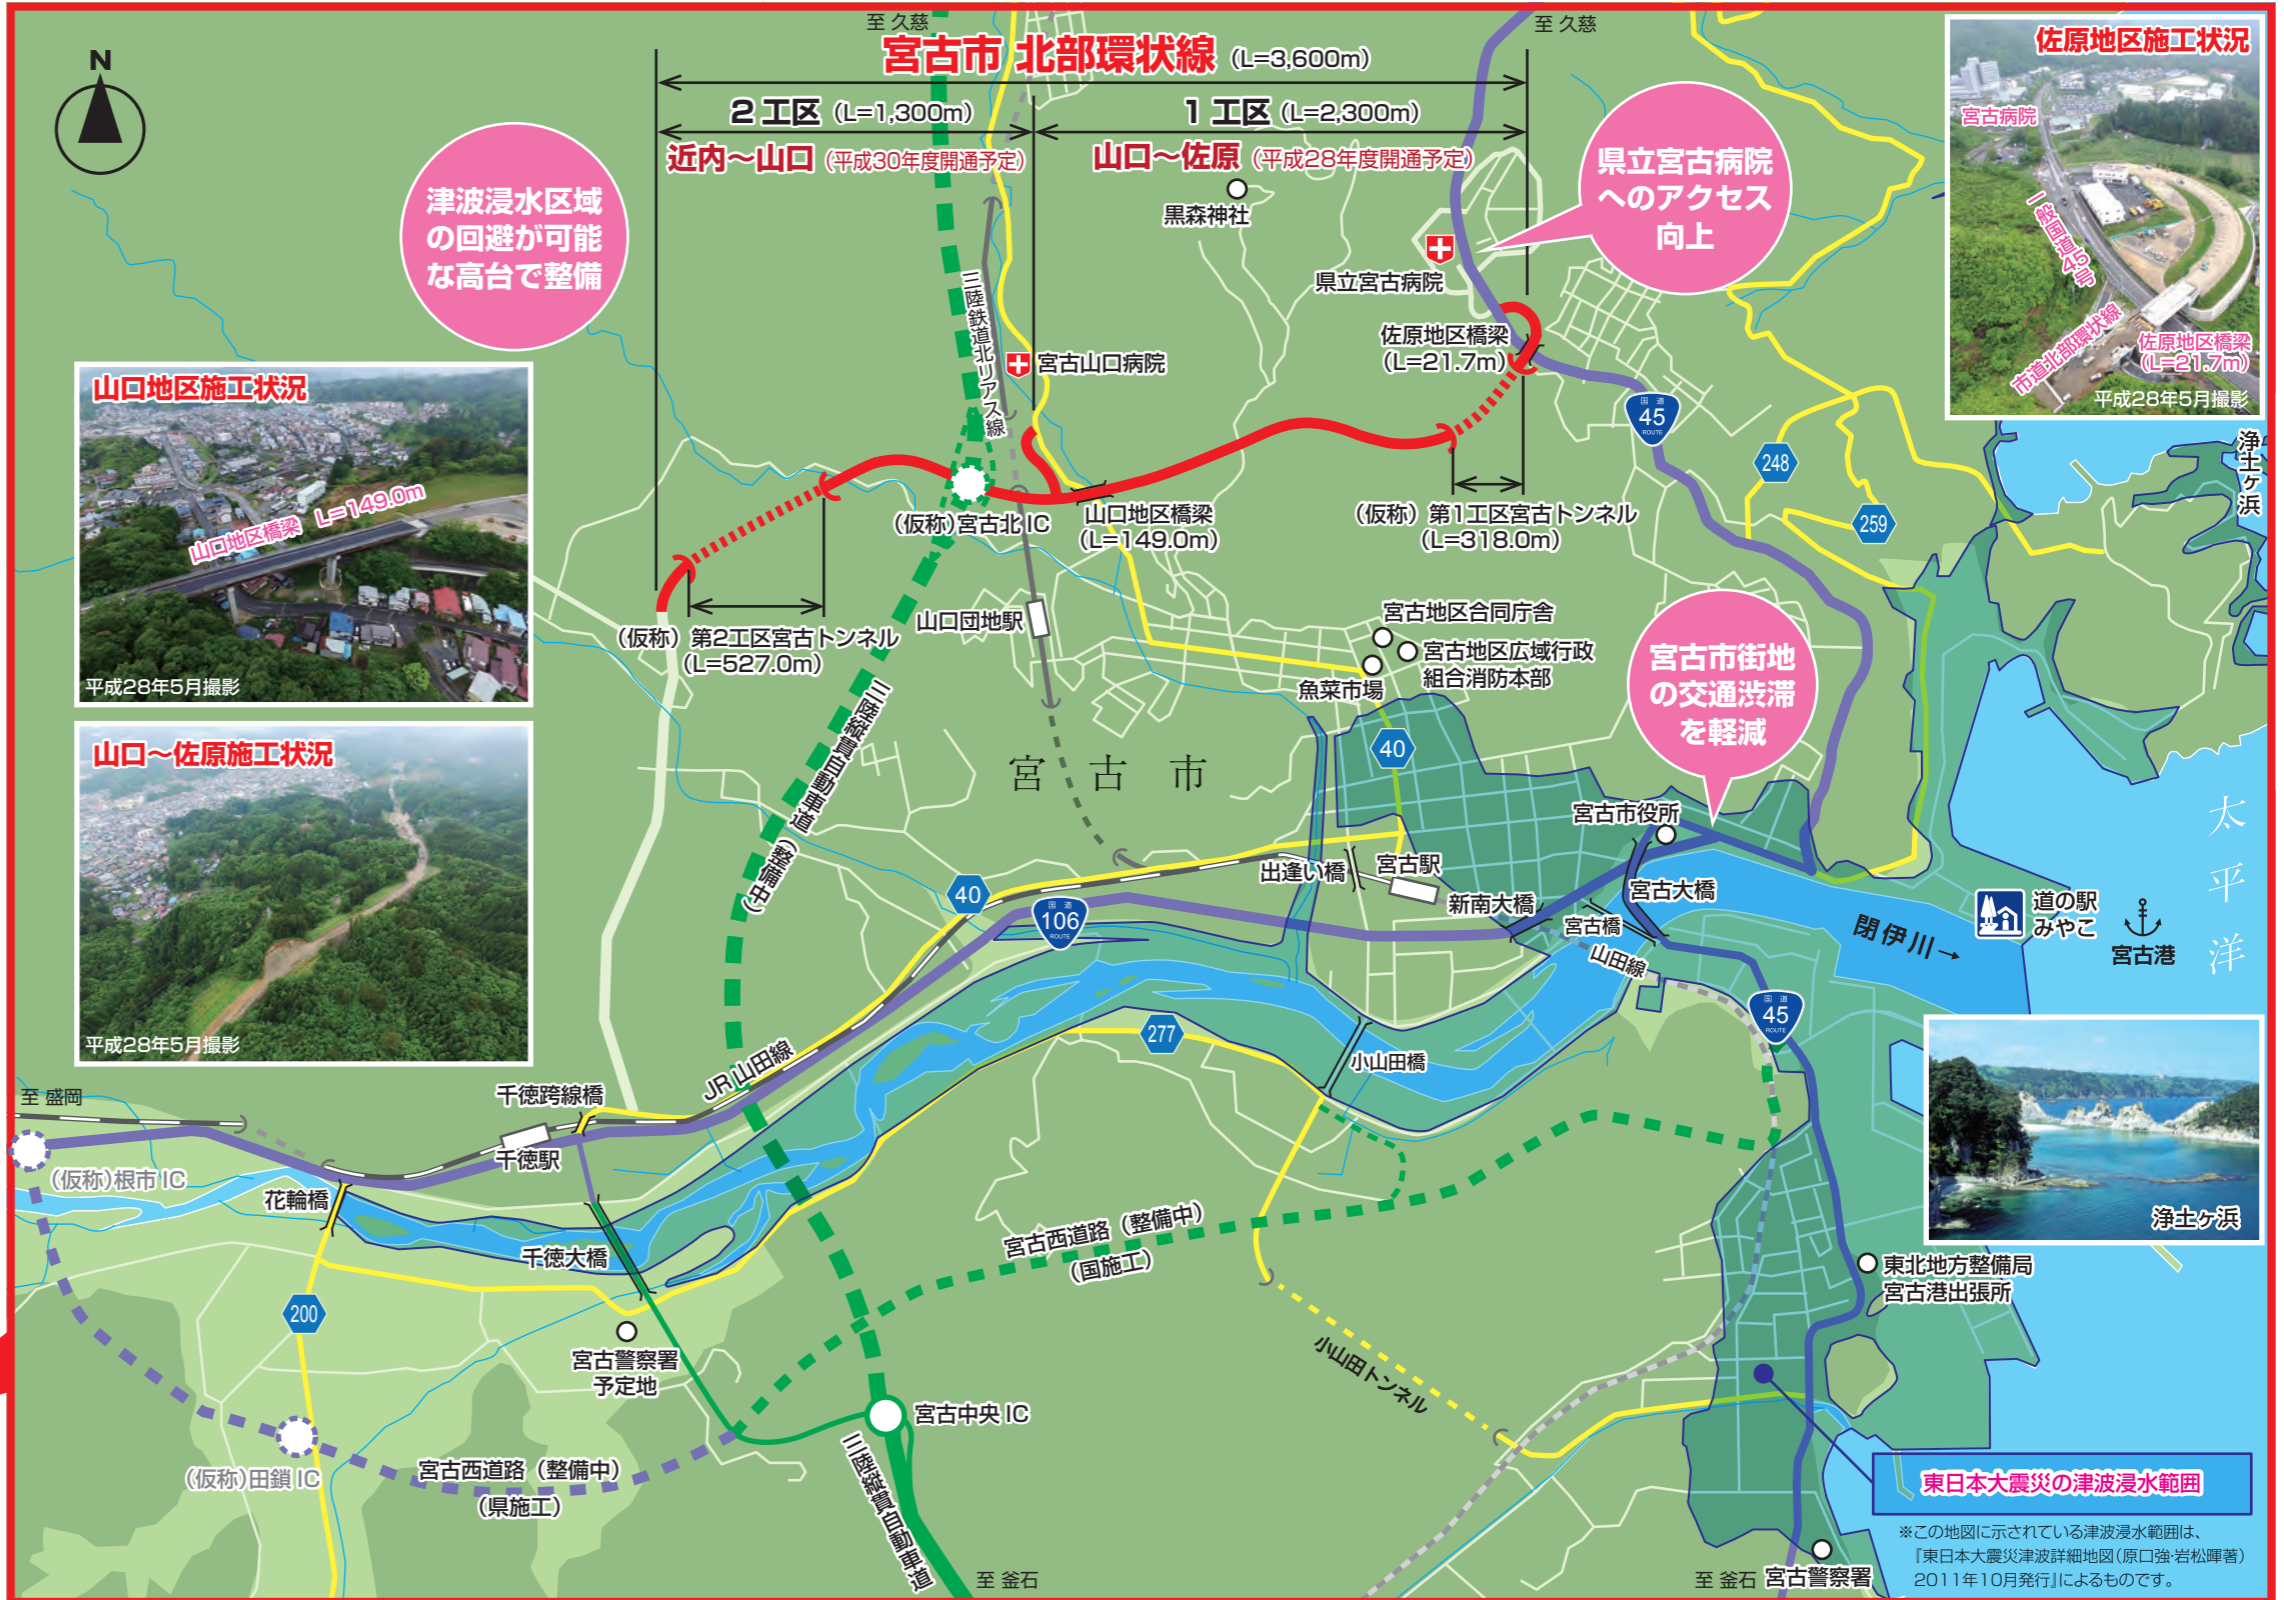 至 久慈
至 久慈
宮古市 北部環状線 (L=3,600m)
2 工区 (L=1,300m)
1 工区 (L=2,300m)
近内〜山口 (平成30年度開通予定)
山口〜佐原 (平成28年度開通予定)
N
津波浸水区域
の回避が可能
な高台で整備
県立宮古病院
へのアクセス
向上
佐原地区施工状況
宮古病院
一般国道45号
市道北部環状線
佐原地区橋梁
(L=21.7m)
平成28年5月撮影
黒森神社
県立宮古病院
三陸鉄道北リアス線
宮古山口病院
佐原地区橋梁
(L=21.7m)
山口地区施工状況
山口地区橋梁 L=149.0m
平成28年5月撮影
国道
45
ROUTE
248
259
浄土ヶ浜
(仮称)宮古北 IC
山口地区橋梁
(L=149.0m)
(仮称) 第1工区宮古トンネル
(L=318.0m)
(仮称) 第2工区宮古トンネル
(L=527.0m)
山口団地駅
宮古地区合同庁舎
宮古地区広域行政
組合消防本部
魚菜市場
宮古市街地
の交通渋滞
を軽減
三陸縦貫自動車道 (整備中)
山口〜佐原施工状況
平成28年5月撮影
宮古市
40
宮古市役所
太平洋
出逢い橋
宮古駅
40
国道
106
ROUTE
新南大橋
宮古橋
宮古大橋
山田線
閉伊川→
道の駅
みやこ
宮古港
国道
45
ROUTE
277
小山田橋
JR 山田線
至 盛岡
千徳跨線橋
千徳駅
(仮称)根市 IC
花輪橋
千徳大橋
宮古西道路 (整備中)
(国施工)
浄土ヶ浜
東北地方整備局
宮古港出張所
200
宮古警察署
予定地
小山田トンネル
宮古中央 IC
(仮称)田鎖 IC
宮古西道路 (整備中)
(県施工)
三陸縦貫自動車道
至 釜石
至 釜石
宮古警察署
東日本大震災の津波浸水範囲
※この地図に示されている津波浸水範囲は、
『東日本大震災津波詳細地図(原口強・岩松暉著)
2011年10月発行』によるものです。